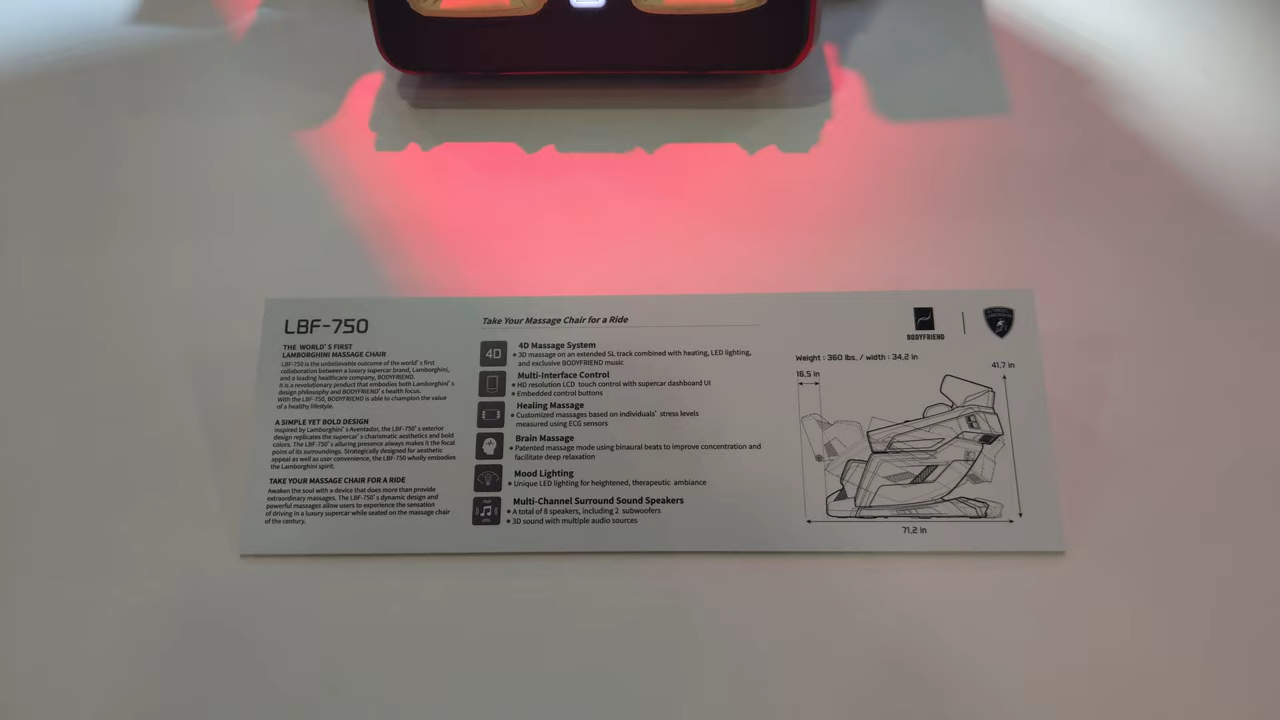 LBF-750
THE WORLD'S FIRST
LAMBORGHINI MASSAGE CHAIR
LBF-750 is the unbelievable outcome of the world's first
collaboration between a luxury supercar brand, Lamborghini,
and a leading healthcare company, BODYFRIEND.
It is a revolutionary product that embodies both Lamborghini's
design philosophy and BODYFRIEND's health focus.
With the LBF-750, BODYFRIEND is able to champion the value
of a healthy lifestyle.
A SIMPLE YET BOLD DESIGN
Inspired by Lamborghini's Aventador, the LBF-750's exterior
design replicates the supercar's charismatic aesthetics and bold
colors. The LBF-750's alluring presence always makes it the focal
point of its surroundings. Strategically designed for aesthetic
appeal as well as user convenience, the LBF-750 wholly embodies
the Lamborghini spirit.
TAKE YOUR MASSAGE CHAIR FOR A RIDE
Awaken the soul with a device that does more than provide
extraordinary massages. The LBF-750's dynamic design and
powerful massages allow users to experience the sensation
of driving in a luxury supercar while seated on the massage chair
of the century.
Take Your Massage Chair for a Ride
4D
4D Massage System
• 3D massage on an extended SL track combined with heating, LED lighting,
and exclusive BODYFRIEND music
Multi-Interface Control
• HD resolution LCD touch control with supercar dashboard UI
• Embedded control buttons
Healing Massage
• Customized massages based on individuals' stress levels
measured using ECG sensors
Brain Massage
• Patented massage mode using binaural beats to improve concentration and
facilitate deep relaxation
Mood Lighting
• Unique LED lighting for heightened, therapeutic ambiance
Multi-Channel Surround Sound Speakers
• A total of 8 speakers, including 2 subwoofers
• 3D sound with multiple audio sources
BODYFRIEND
Weight : 360 lbs. / width : 34.2 in
16.5 in
41.7 in
71.2 in